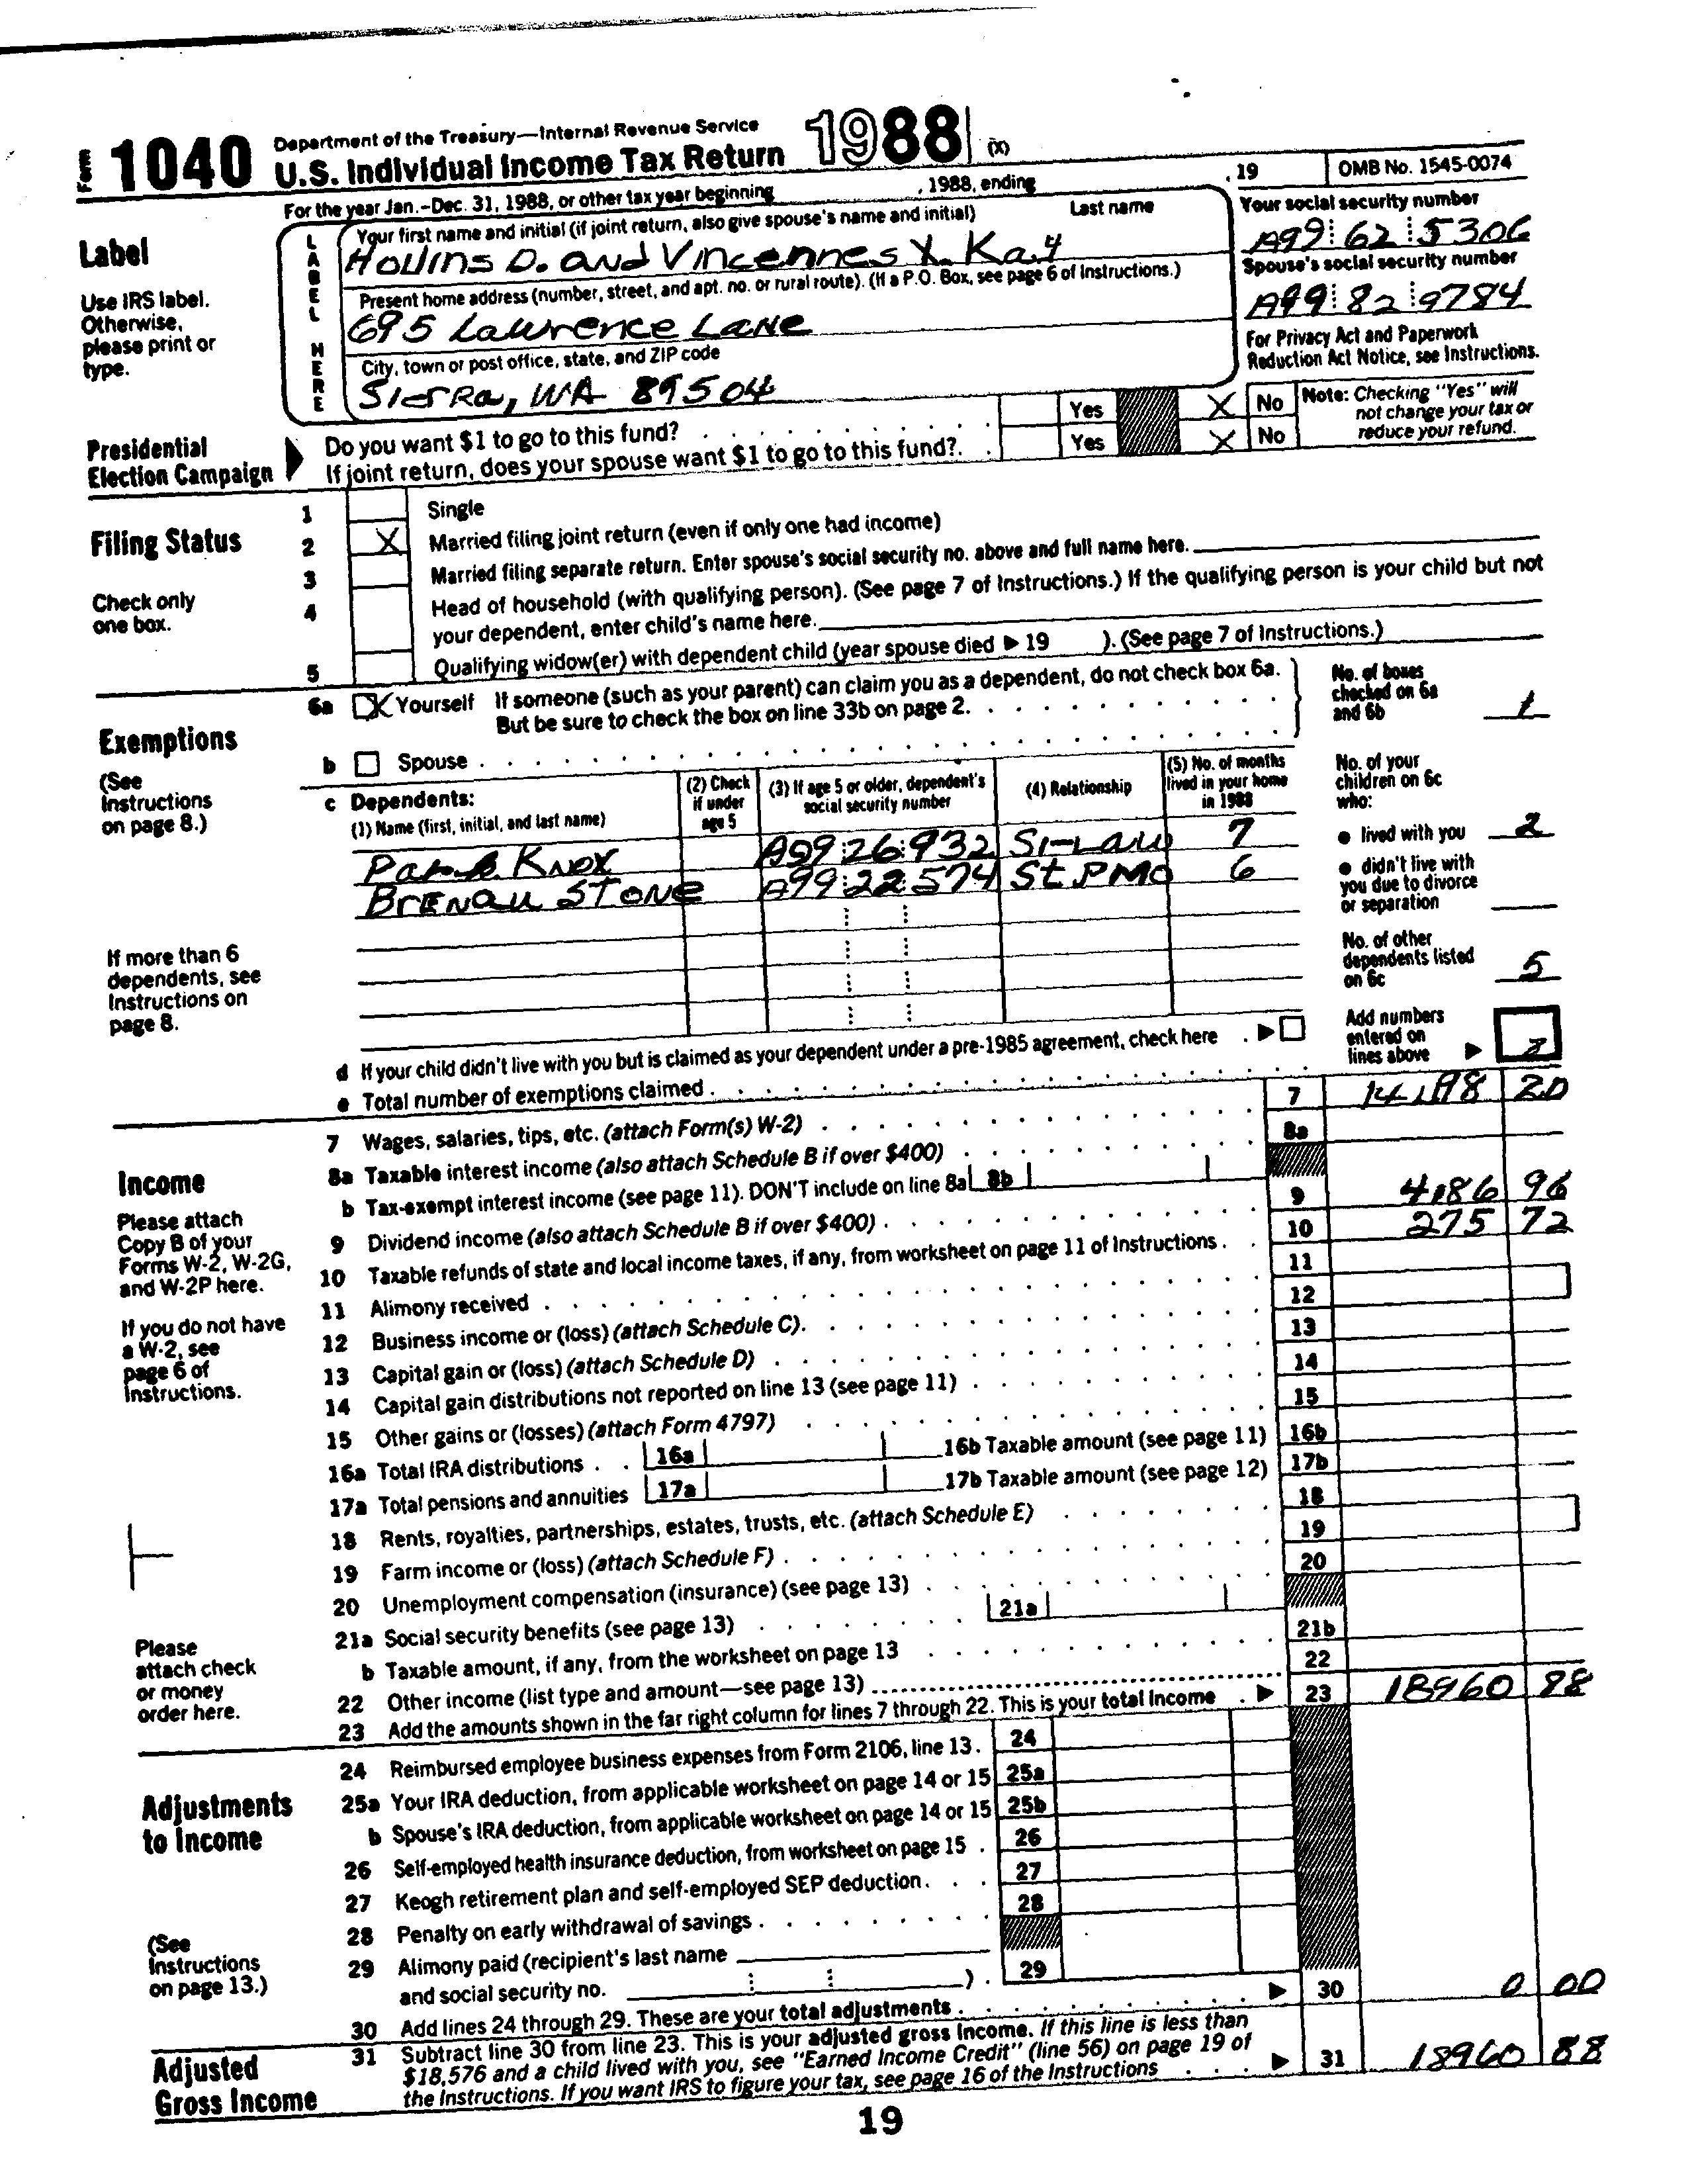 Form 1040 Department of the Treasury—Internal Revenue Service
U.S. Individual Income Tax Return 1988 (X)
For the year Jan.–Dec. 31, 1988, or other tax year beginning , 1988, ending , 19 OMB No. 1545-0074
Label
Use IRS label.
Otherwise,
please print or
type.
LABEL HERE
Your first name and initial (if joint return, also give spouse's name and initial) Last name
Hollins D. and Vincennes X. Ka.y
Your social security number
A99 62 5306
Present home address (number, street, and apt. no. or rural route). (If a P.O. Box, see page 6 of Instructions.)
695 Lawrence Lane
Spouse's social security number
A99 82 9784
City, town or post office, state, and ZIP code
Sierra, WA 89504
For Privacy Act and Paperwork
Reduction Act Notice, see Instructions.
Presidential
Election Campaign
Do you want $1 to go to this fund? Yes X No
If joint return, does your spouse want $1 to go to this fund? Yes X No
Note: Checking "Yes" will
not change your tax or
reduce your refund.
Filing Status
Check only
one box.
1 Single
2 X Married filing joint return (even if only one had income)
3 Married filing separate return. Enter spouse's social security no. above and full name here.
4 Head of household (with qualifying person). (See page 7 of Instructions.) If the qualifying person is your child but not
your dependent, enter child's name here.
5 Qualifying widow(er) with dependent child (year spouse died ▶ 19 ). (See page 7 of Instructions.)
Exemptions
(See
Instructions
on page 8.)
If more than 6
dependents, see
Instructions on
page 8.
6a X Yourself If someone (such as your parent) can claim you as a dependent, do not check box 6a.
But be sure to check the box on line 33b on page 2.
b Spouse
No. of boxes
checked on 6a
and 6b 1
c Dependents:
(1) Name (first, initial, and last name)
(2) Check
if under
age 5
(3) If age 5 or older, dependent's
social security number
(4) Relationship
(5) No. of months
lived in your home
in 1988
Knox A99 26 932 Si-Law 7
Brenau Stone A99 22 574 St.PMo 6
No. of your
children on 6c
who:
● lived with you 2
● didn't live with
you due to divorce
or separation
No. of other
dependents listed
on 6c 5
d If your child didn't live with you but is claimed as your dependent under a pre-1985 agreement, check here ▶
e Total number of exemptions claimed
Add numbers
entered on
lines above ▶
Income
Please attach
Copy B of your
Forms W-2, W-2G,
and W-2P here.
If you do not have
a W-2, see
page 6 of
Instructions.
Please
attach check
or money
order here.
7 Wages, salaries, tips, etc. (attach Form(s) W-2) 7 20
8a Taxable interest income (also attach Schedule B if over $400) 8a
b Tax-exempt interest income (see page 11). DON'T include on line 8a 8b
9 Dividend income (also attach Schedule B if over $400) 9 4,186 96
10 Taxable refunds of state and local income taxes, if any, from worksheet on page 11 of Instructions 10 275 72
11 Alimony received 11
12 Business income or (loss) (attach Schedule C) 12
13 Capital gain or (loss) (attach Schedule D) 13
14 Capital gain distributions not reported on line 13 (see page 11) 14
15 Other gains or (losses) (attach Form 4797) 15
16a Total IRA distributions 16a 16b Taxable amount (see page 11) 16b
17a Total pensions and annuities 17a 17b Taxable amount (see page 12) 17b
18 Rents, royalties, partnerships, estates, trusts, etc. (attach Schedule E) 18
19 Farm income or (loss) (attach Schedule F) 19
20 Unemployment compensation (insurance) (see page 13) 20
21a Social security benefits (see page 13) 21a
b Taxable amount, if any, from the worksheet on page 13 21b
22 Other income (list type and amount—see page 13) 22
23 Add the amounts shown in the far right column for lines 7 through 22. This is your total income ▶ 23 18960 88
Adjustments
to Income
(See
Instructions
on page 13.)
24 Reimbursed employee business expenses from Form 2106, line 13 24
25a Your IRA deduction, from applicable worksheet on page 14 or 15 25a
b Spouse's IRA deduction, from applicable worksheet on page 14 or 15 25b
26 Self-employed health insurance deduction, from worksheet on page 15 26
27 Keogh retirement plan and self-employed SEP deduction 27
28 Penalty on early withdrawal of savings 28
29 Alimony paid (recipient's last name
and social security no. ) 29
30 Add lines 24 through 29. These are your total adjustments ▶ 30 0 00
Adjusted
Gross Income
31 Subtract line 30 from line 23. This is your adjusted gross income. If this line is less than
$18,576 and a child lived with you, see "Earned Income Credit" (line 56) on page 19 of
the Instructions. If you want IRS to figure your tax, see page 16 of the Instructions ▶ 31 18960 88
19